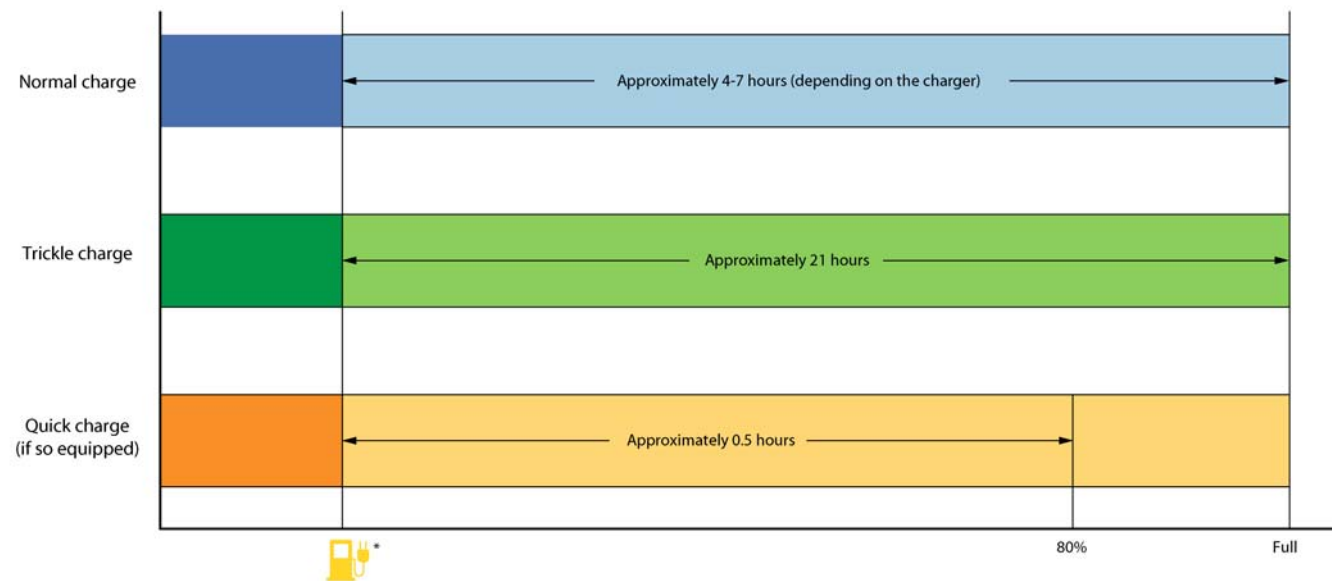 Normal charge
Approximately 4-7 hours (depending on the charger)
Trickle charge
Approximately 21 hours
Quick charge
(if so equipped)
Approximately 0.5 hours
*
80%
Full